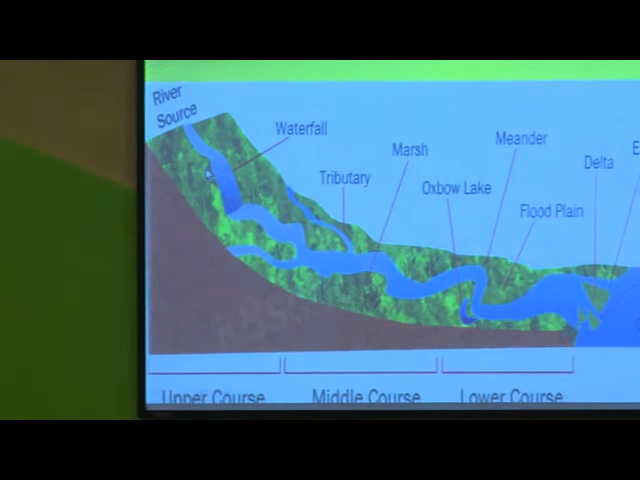 River
Source
Waterfall
Tributary
Marsh
Oxbow Lake
Meander
Flood Plain
Delta
Upper Course
Middle Course
Lower Course